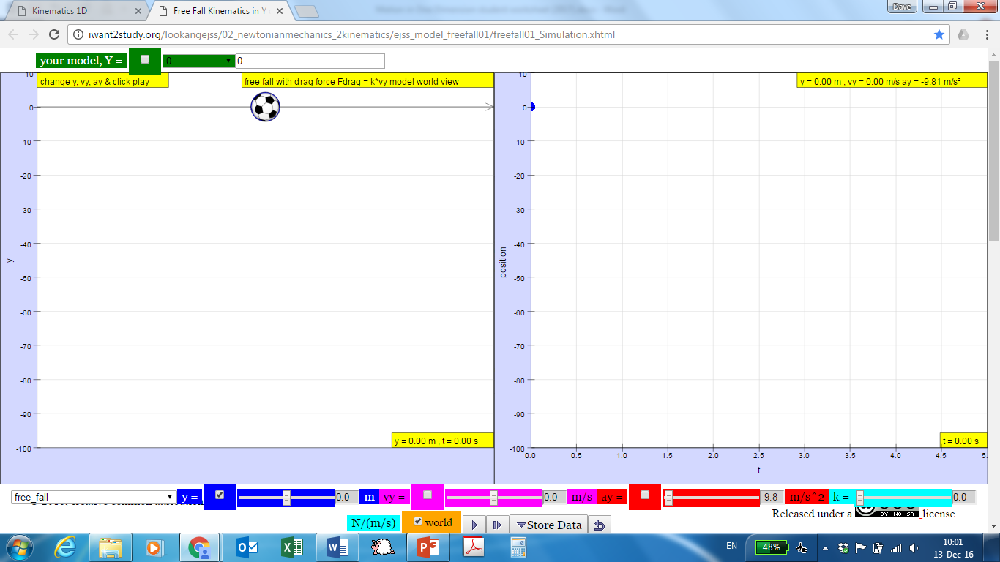 Dave
Kinematics 1D
Free Fall Kinematics in Y
iwant2study.org/lookangejss/02_newtonianmechanics_2kinematics/ejss_model_freefall01/freefall01_Simulation.xhtml
your model, Y = 0 0
change y, vy, ay & click play
free fall with drag force Fdrag = k*vy model world view
y = 0.00 m , vy = 0.00 m/s ay = -9.81 m/s²
10
0
-10
-20
-30
-40
-50
-60
-70
-80
-90
-100
y
y = 0.00 m , t = 0.00 s
10
0
-10
-20
-30
-40
-50
-60
-70
-80
-90
-100
position
t = 0.00 s
0.0 0.5 1.0 1.5 2.0 2.5 3.0 3.5 4.0 4.5 5.
t
free_fall y = 0.0 m vy = 0.0 m/s ay = -9.8 m/s^2 k = 0.0
Released under a license.
BY NC SA
N/(m/s) world Store Data
EN 48% 10:01
13-Dec-16